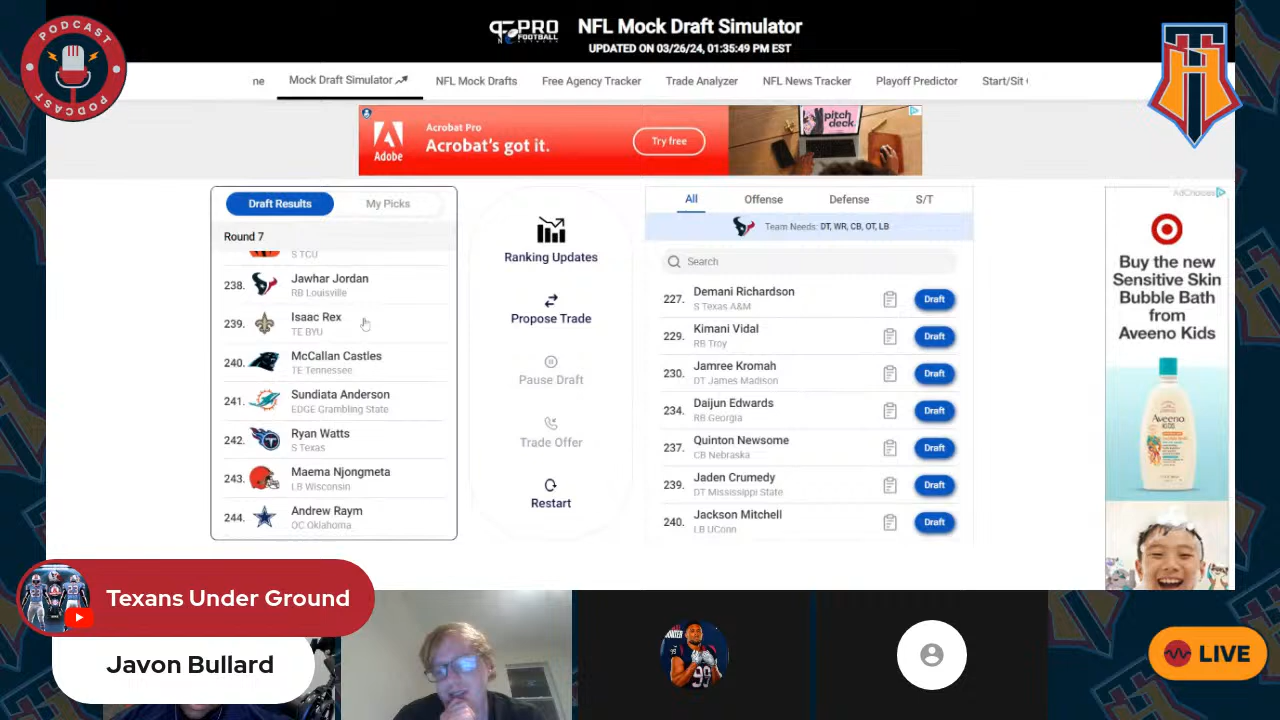 PODCAST
PODCAST
PRO
FOOTBALL
NETWORK
NFL Mock Draft Simulator
UPDATED ON 03/26/24, 01:35:49 PM EST
ne
Mock Draft Simulator
NFL Mock Drafts
Free Agency Tracker
Trade Analyzer
NFL News Tracker
Playoff Predictor
Start/Sit
Adobe
Acrobat Pro
Acrobat's got it.
Try free
pitch
deck.
Draft Results
My Picks
Round 7
S TCU
238. Jawhar Jordan
RB Louisville
239. Isaac Rex
TE BYU
240. McCallan Castles
TE Tennessee
241. Sundiata Anderson
EDGE Grambling State
242. Ryan Watts
S Texas
243. Maema Njongmeta
LB Wisconsin
244. Andrew Raym
OC Oklahoma
Ranking Updates
Propose Trade
Pause Draft
Trade Offer
Restart
All
Offense
Defense
S/T
Team Needs: DT, WR, CB, OT, LB
Search
227. Demani Richardson Draft
S Texas A&M
229. Kimani Vidal Draft
RB Troy
230. Jamree Kromah Draft
DT James Madison
234. Daijun Edwards Draft
RB Georgia
237. Quinton Newsome Draft
CB Nebraska
239. Jaden Crumedy Draft
DT Mississippi State
240. Jackson Mitchell Draft
LB UConn
AdChoices
Buy the new
Sensitive Skin
Bubble Bath
from
Aveeno Kids
Aveeno
KIDS
Texans Under Ground
Javon Bullard
99
LIVE